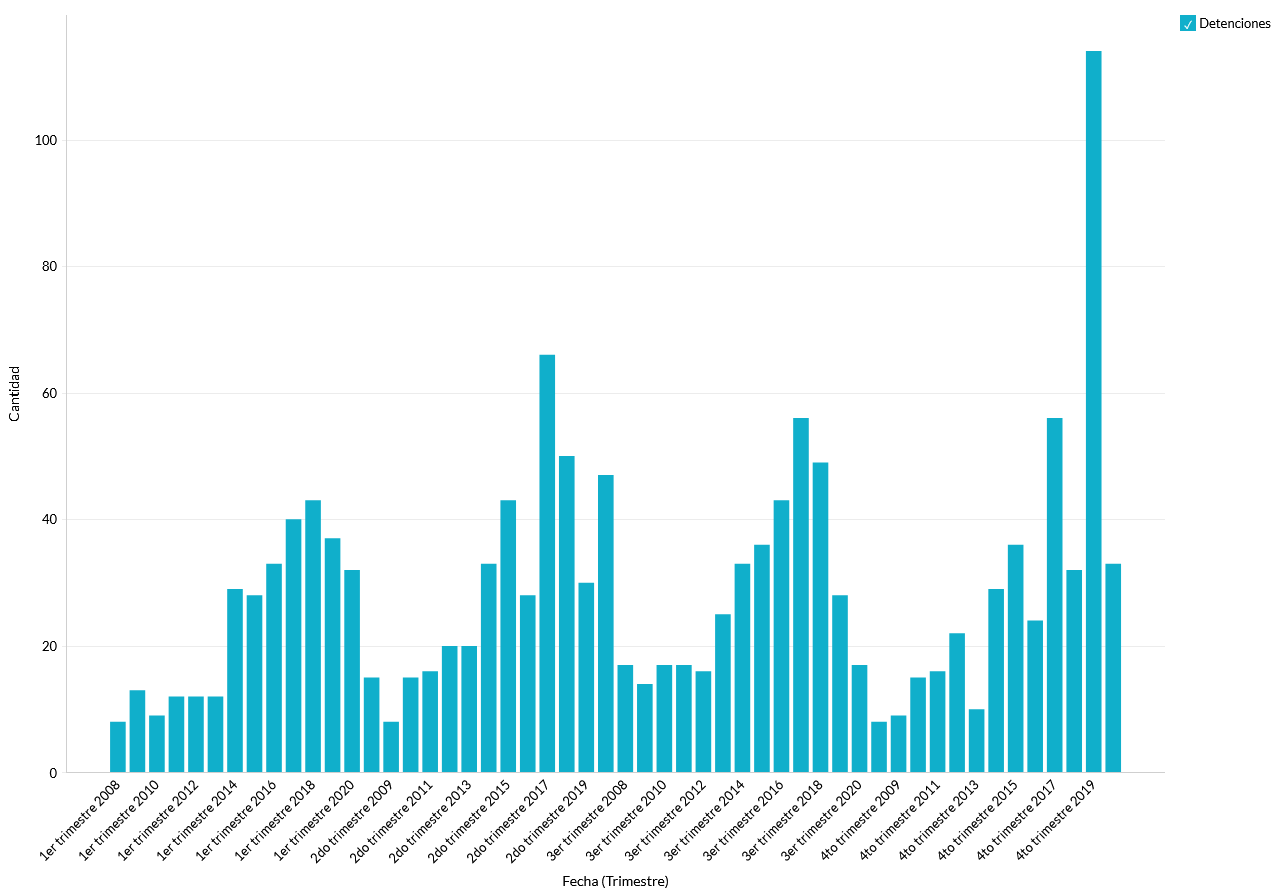 Detenciones
100
80
60
40
20
0
Cantidad
1er trimestre 2008
1er trimestre 2010
1er trimestre 2012
1er trimestre 2014
1er trimestre 2016
1er trimestre 2018
1er trimestre 2020
2do trimestre 2009
2do trimestre 2011
2do trimestre 2013
2do trimestre 2015
2do trimestre 2017
2do trimestre 2019
3er trimestre 2008
3er trimestre 2010
3er trimestre 2012
3er trimestre 2014
3er trimestre 2016
3er trimestre 2018
3er trimestre 2020
4to trimestre 2009
4to trimestre 2011
4to trimestre 2013
4to trimestre 2015
4to trimestre 2017
4to trimestre 2019
Fecha (Trimestre)